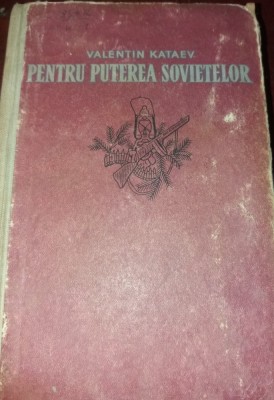 VALENTIN KATAEV
PENTRU PUTEREA SOVIETELOR